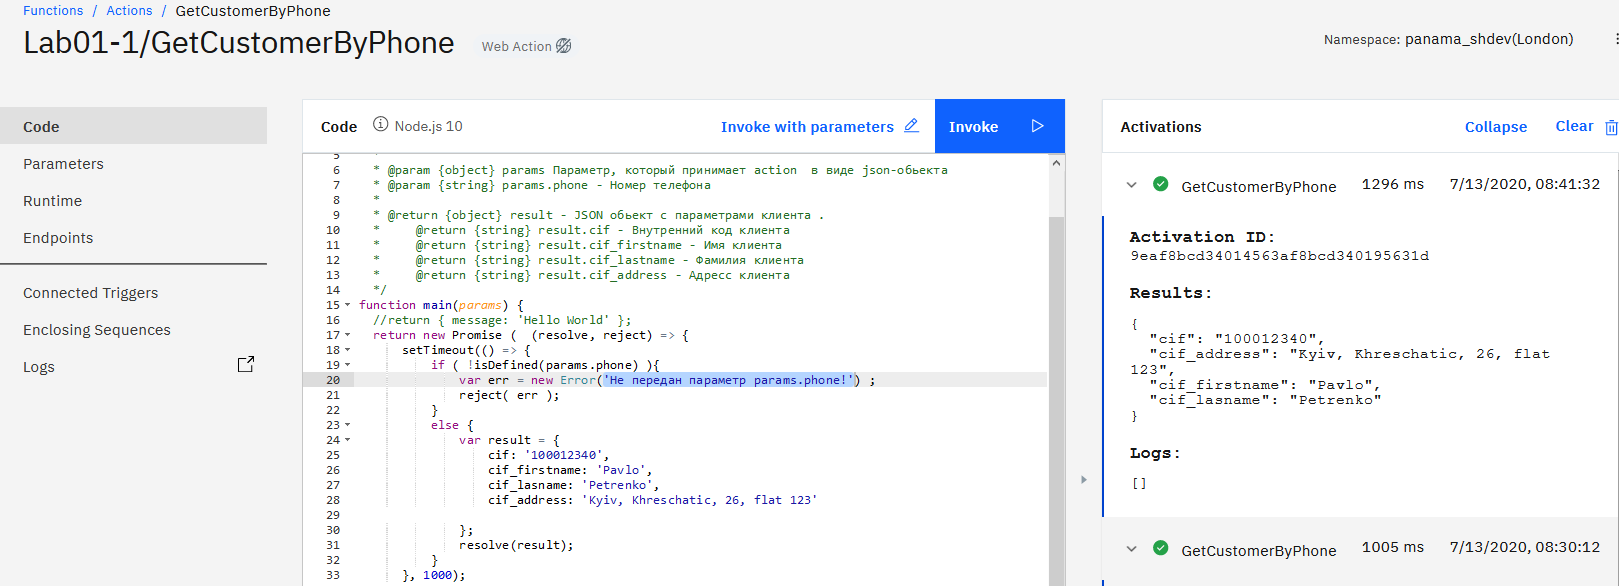 Functions / Actions / GetCustomerByPhone
Lab01-1/GetCustomerByPhone Web Action
Namespace: panama_shdev(London)
Code
Parameters
Runtime
Endpoints
Connected Triggers
Enclosing Sequences
Logs
Code Node.js 10 Invoke with parameters Invoke
5
6 * @param {object} params Параметр, который принимает action  в виде json-обьекта
7 * @param {string} params.phone - Номер телефона
8 *
9 * @return {object} result - JSON обьект с параметрами клиента .
10 *     @return {string} result.cif - Внутренний код клиента
11 *     @return {string} result.cif_firstname - Имя клиента
12 *     @return {string} result.cif_lastname - Фамилия клиента
13 *     @return {string} result.cif_address - Адресс клиента
14 */
15 function main(params) {
16 //return { message: 'Hello World' };
17 return new Promise (  (resolve, reject) => {
18 setTimeout(() => {
19 if ( !isDefined(params.phone) ){
20 var err = new Error('Не передан параметр params.phone!') ;
21 reject( err );
22 }
23 else {
24 var result = {
25 cif: '100012340',
26 cif_firstname: 'Pavlo',
27 cif_lasname: 'Petrenko',
28 cif_address: 'Kyiv, Khreschatic, 26, flat 123'
29
30 };
31 resolve(result);
32 }
33 }, 1000);
Activations Collapse Clear
GetCustomerByPhone 1296 ms 7/13/2020, 08:41:32
Activation ID:
9eaf8bcd34014563af8bcd340195631d
Results:
{
"cif": "100012340",
"cif_address": "Kyiv, Khreschatic, 26, flat
123",
"cif_firstname": "Pavlo",
"cif_lasname": "Petrenko"
}
Logs:
[]
GetCustomerByPhone 1005 ms 7/13/2020, 08:30:12